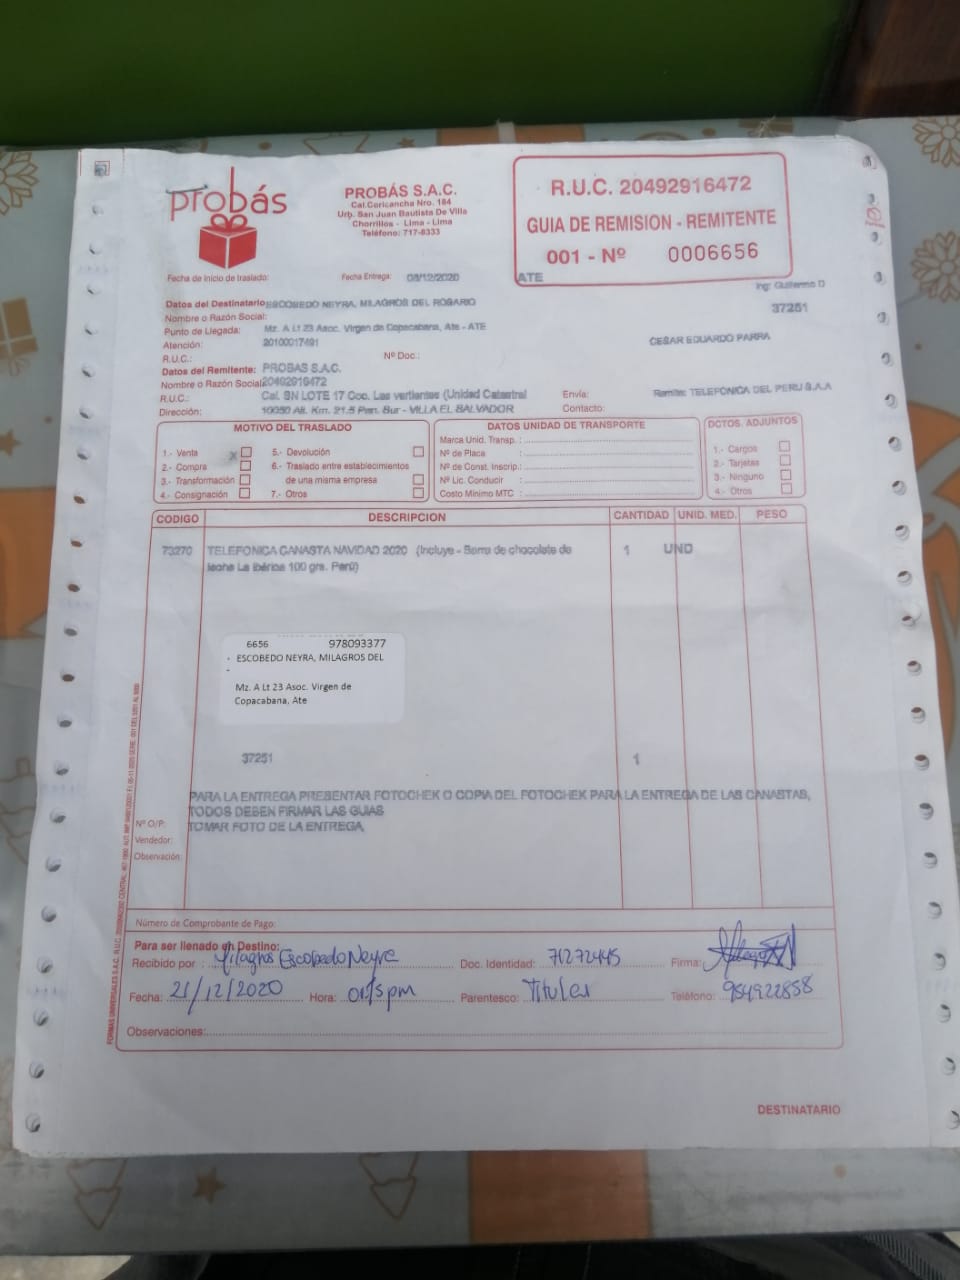 probás
PROBÁS S.A.C.
Cal.Coricancha Nro. 184
Urb. San Juan Bautista De Villa
Chorrillos - Lima - Lima
Teléfono: 717-8333
R.U.C. 20492916472
GUIA DE REMISION - REMITENTE
001 - Nº 0006656
Fecha de inicio de traslado:
Fecha Entrega: 08/12/2020
ATE
Ing: Guillermo D
37251
Datos del Destinatario ESCOBEDO NEYRA, MILAGROS DEL ROSARIO
Nombre o Razón Social:
Punto de Llegada: Mz. A Lt 23 Asoc. Virgen de Copacabana, Ate - ATE
Atención: 20100017491
CESAR EDUARDO PARRA
R.U.C.: Nº Doc.:
Datos del Remitente: PROBAS S.A.C.
Nombre o Razón Social: 20492916472
R.U.C.: Cal. SN LOTE 17 Coo. Las vertientes (Unidad Catastral Envía: Remite: TELEFONICA DEL PERU S.A.A
Dirección: 10050 Alt. Km. 21.5 Pan. Sur - VILLA EL SALVADOR Contacto:
MOTIVO DEL TRASLADO
1.- Venta X
2.- Compra
3.- Transformación
4.- Consignación
5.- Devolución
6.- Traslado entre establecimientos
de una misma empresa
7.- Otros
DATOS UNIDAD DE TRANSPORTE
Marca Unid. Transp. :
Nº de Placa :
Nº de Const. Inscrip.:
Nº Lic. Conducir :
Costo Mínimo MTC :
DCTOS. ADJUNTOS
1.- Cargos
2.- Tarjetas
3.- Ninguno
4.- Otros
CODIGO DESCRIPCION CANTIDAD UNID. MED. PESO
73270 TELEFONICA CANASTA NAVIDAD 2020 (Incluye - Barra de chocolate de 1 UND
leche La Ibérica 100 grs. Perú)
6656 978093377
ESCOBEDO NEYRA, MILAGROS DEL
-
Mz. A Lt 23 Asoc. Virgen de
Copacabana, Ate
37251 1
PARA LA ENTREGA PRESENTAR FOTOCHEK O COPIA DEL FOTOCHEK PARA LA ENTREGA DE LAS CANASTAS,
TODOS DEBEN FIRMAR LAS GUIAS
TOMAR FOTO DE LA ENTREGA
Nº O/P:
Vendedor:
Observación:
Número de Comprobante de Pago:
Para ser llenado en Destino:
Recibido por : Milagros Escobedo Neyra Doc. Identidad: 71272445 Firma:
Fecha: 21/12/2020 Hora: pm Parentesco: Titular Teléfono: 954922858
Observaciones:
DESTINATARIO